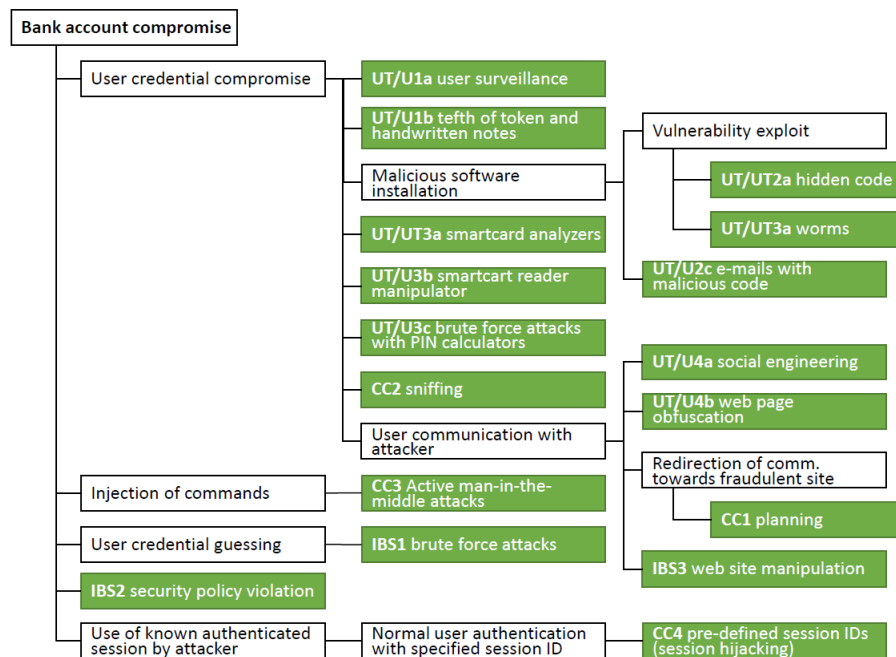 Bank account compromise
User credential compromise
UT/U1a user surveillance
UT/U1b tefth of token and
handwritten notes
Malicious software
installation
Vulnerability exploit
UT/UT2a hidden code
UT/UT3a worms
UT/U2c e-mails with
malicious code
UT/UT3a smartcard analyzers
UT/U3b smartcart reader
manipulator
UT/U3c brute force attacks
with PIN calculators
CC2 sniffing
User communication with
attacker
UT/U4a social engineering
UT/U4b web page
obfuscation
Redirection of comm.
towards fraudulent site
CC1 planning
IBS3 web site manipulation
Injection of commands
CC3 Active man-in-the-
middle attacks
User credential guessing
IBS1 brute force attacks
IBS2 security policy violation
Use of known authenticated
session by attacker
Normal user authentication
with specified session ID
CC4 pre-defined session IDs
(session hijacking)